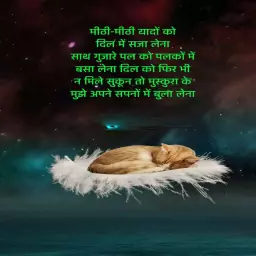 मीठी-मीठी यादों को
दिल में सजा लेना
साथ गुजारे पल को पलकों में
बसा लेना दिल को फिर भी
न मिले सुकून तो मुस्कुरा के
मुझे अपने सपनों में बुला लेना